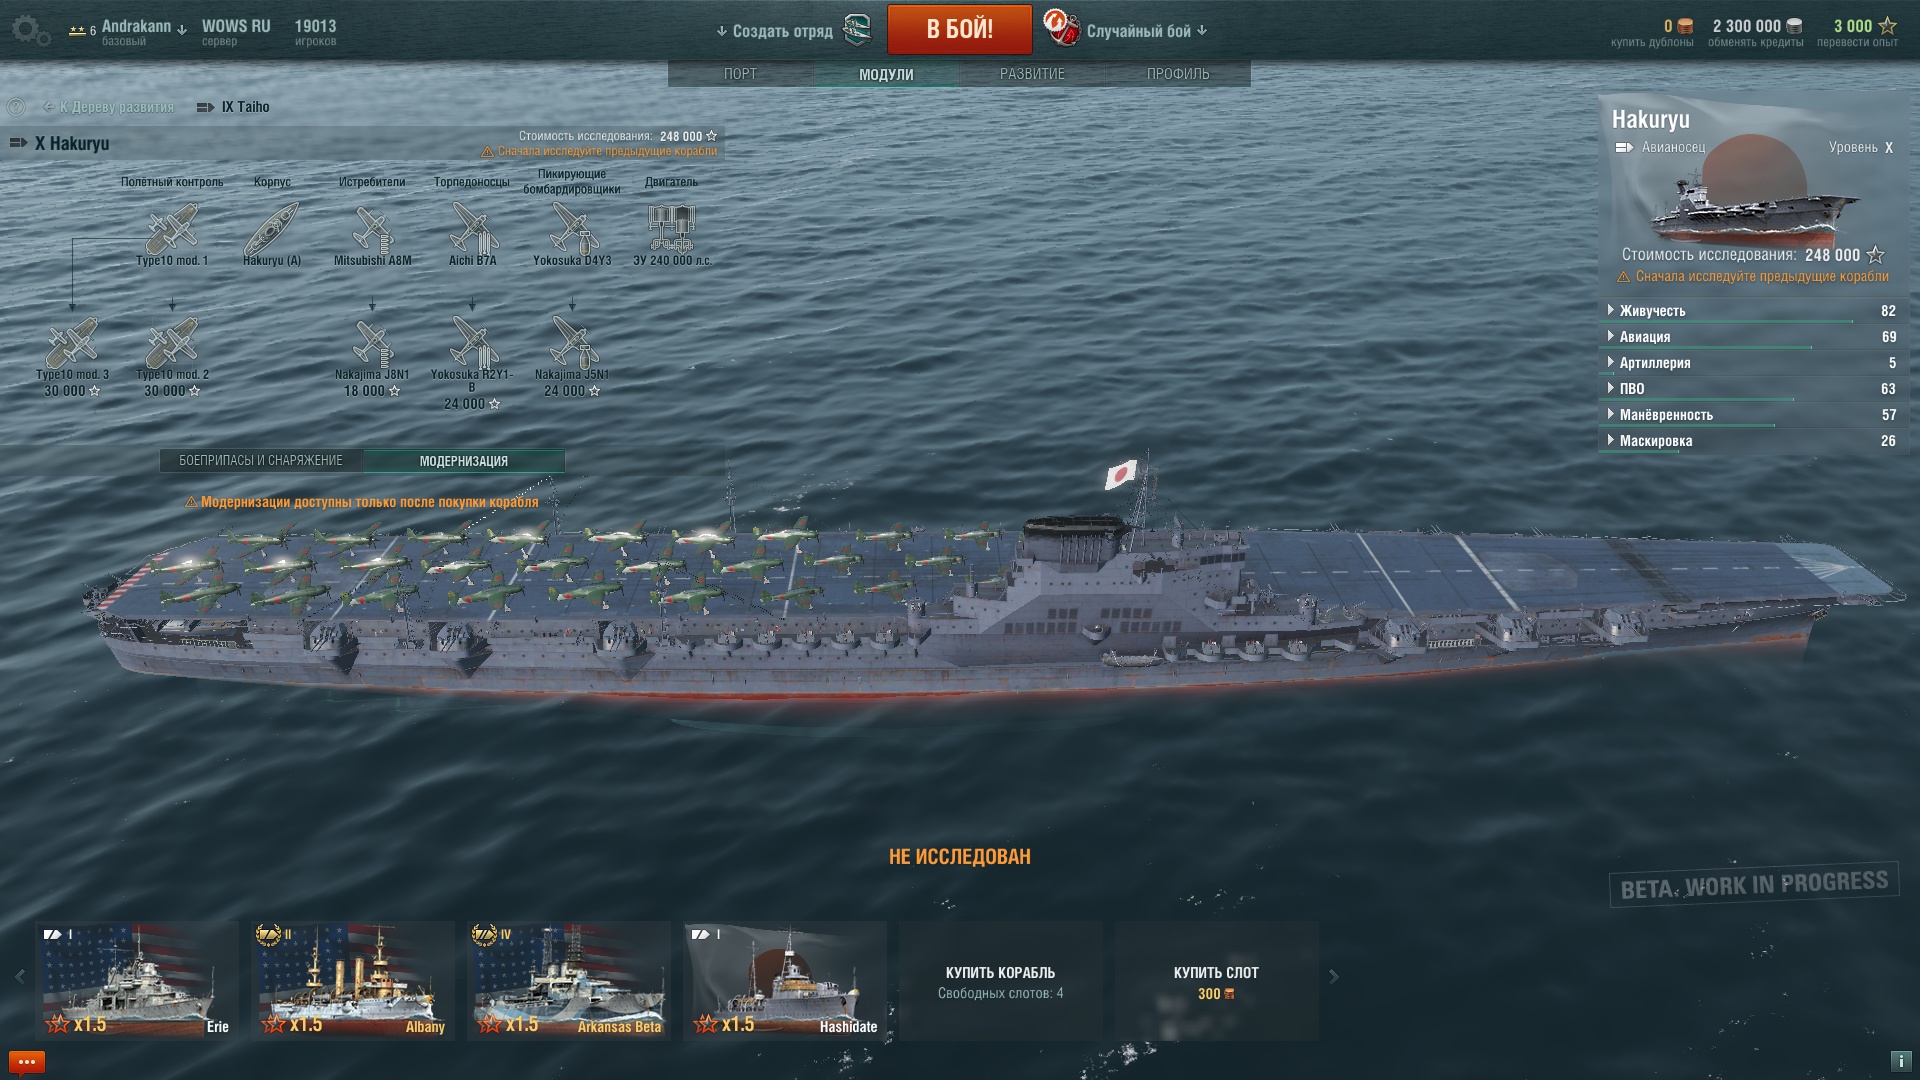 6 Andrakann
базовый
WOWS RU
сервер
19013
игроков
Создать отряд
В БОЙ!
Случайный бой
0
купить дублоны
2 300 000
обменять кредиты
3 000
перевести опыт
ПОРТ
МОДУЛИ
РАЗВИТИЕ
ПРОФИЛЬ
К Дереву развития
IX Taiho
X Hakuryu
Стоимость исследования: 248 000
Сначала исследуйте предыдущие корабли
Полётный контроль
Корпус
Истребители
Торпедоносцы
Пикирующие
бомбардировщики
Двигатель
Type10 mod. 1
Hakuryu (A)
Mitsubishi A8M
Aichi B7A
Yokosuka D4Y3
ЭУ 240 000 л.с.
Type10 mod. 3
30 000
Type10 mod. 2
30 000
Nakajima J8N1
18 000
Yokosuka R2Y1-
B
24 000
Nakajima J5N1
24 000
БОЕПРИПАСЫ И СНАРЯЖЕНИЕ
МОДЕРНИЗАЦИЯ
Модернизации доступны только после покупки корабля
Hakuryu
Авианосец
Уровень X
Стоимость исследования: 248 000
Сначала исследуйте предыдущие корабли
Живучесть 82
Авиация 69
Артиллерия 5
ПВО 63
Манёвренность 57
Маскировка 26
НЕ ИССЛЕДОВАН
BETA. WORK IN PROGRESS
I
x1.5
Erie
II
x1.5
Albany
IV
x1.5
Arkansas Beta
I
x1.5
Hashidate
КУПИТЬ КОРАБЛЬ
Свободных слотов: 4
КУПИТЬ СЛОТ
300